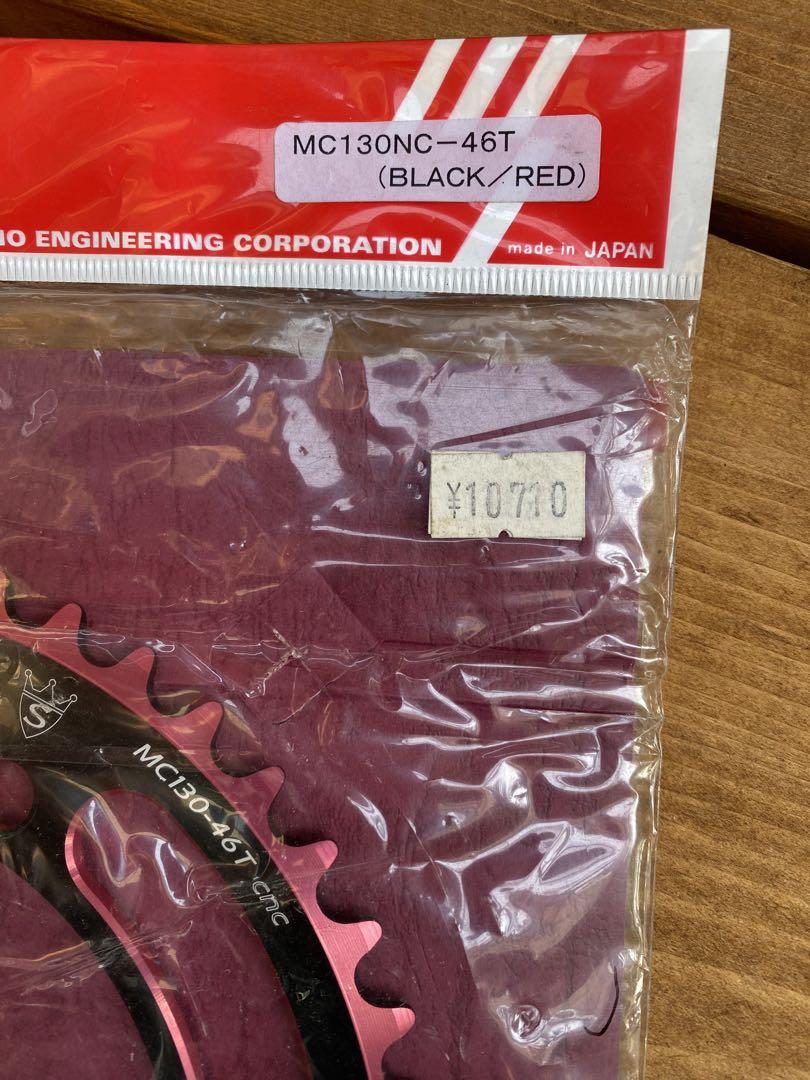 MC130NC-46T
(BLACK/RED)
ENGINEERING CORPORATION
made in JAPAN
¥10710
S
MC130-46T cnc